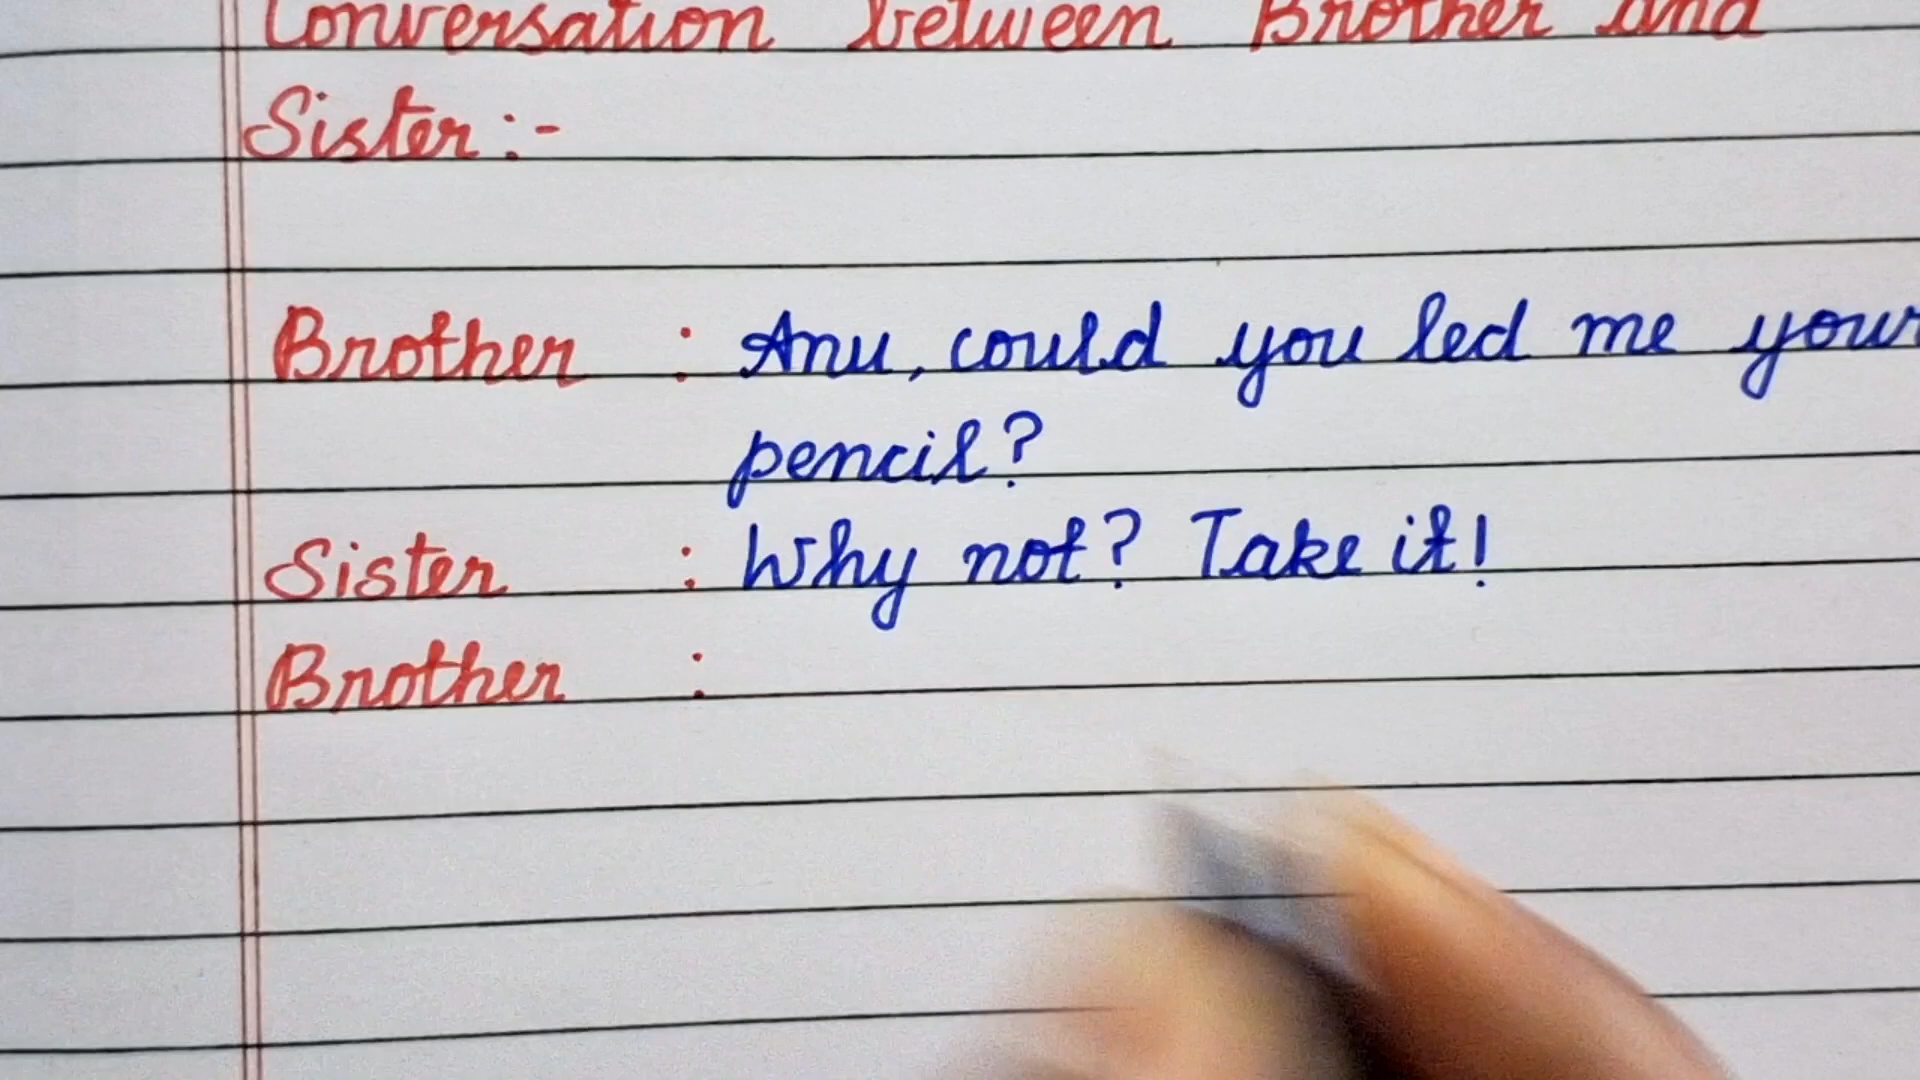 Conversation between Brother and
Sister :-
Brother : Anu, could you led me your
pencil?
Sister : Why not? Take it!
Brother :